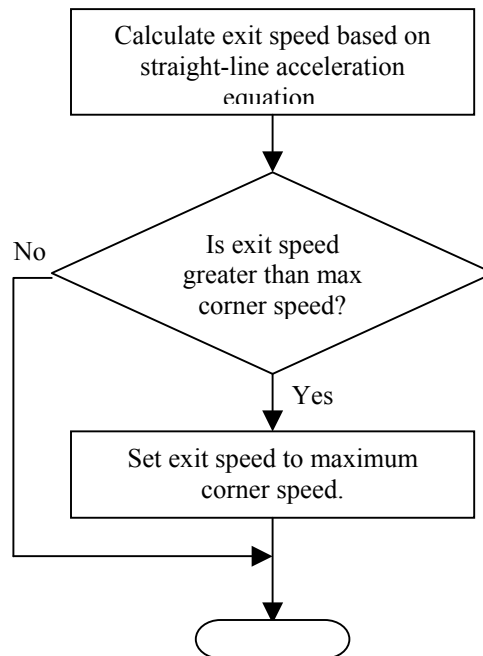 Calculate exit speed based on
straight-line acceleration
equation
No
Is exit speed
greater than max
corner speed?
Yes
Set exit speed to maximum
corner speed.